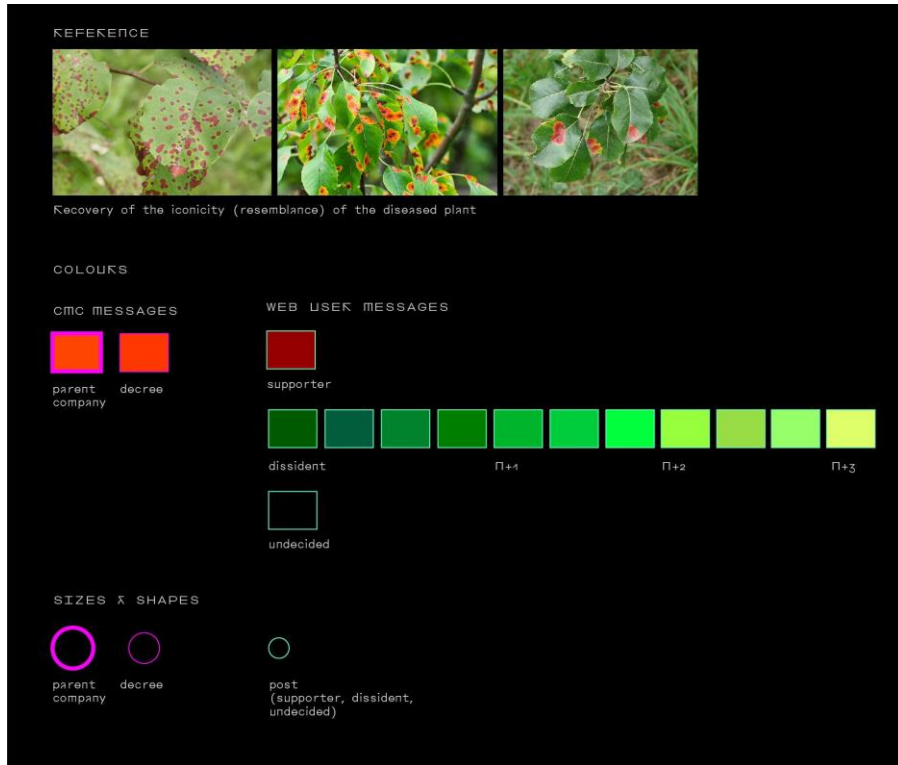 REFERENCE
Recovery of the iconicity (resemblance) of the diseased plant
COLOURS
CMC MESSAGES
WEB USER MESSAGES
parent
company
decree
supporter
dissident
n+1
n+2
n+3
undecided
SIZES & SHAPES
parent
company
decree
post
(supporter, dissident,
undecided)